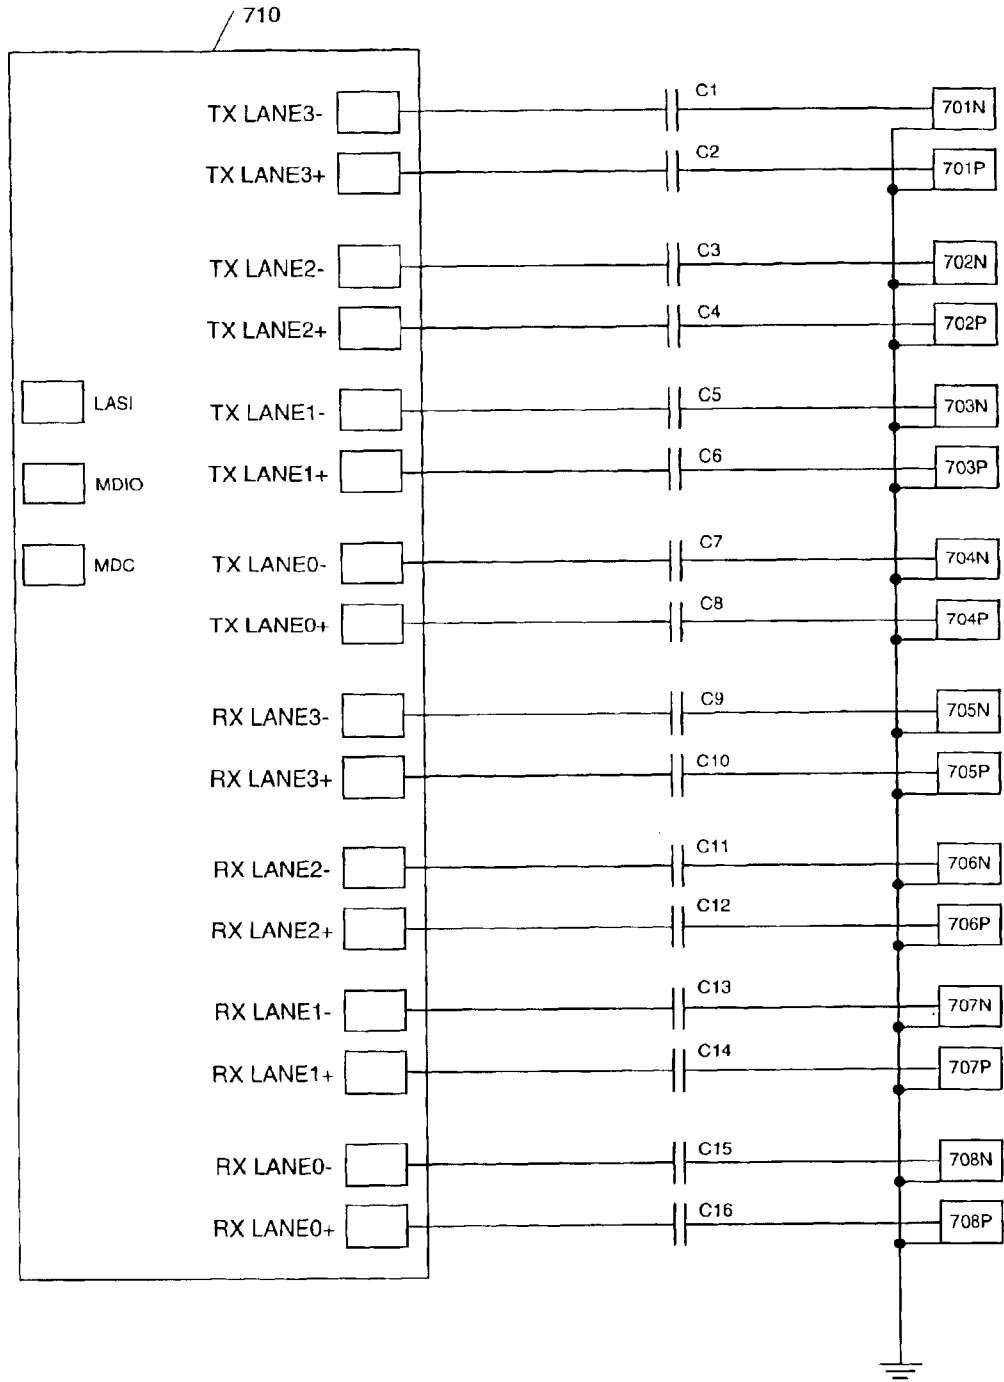 710
TX LANE3- C1 701N
TX LANE3+ C2 701P
TX LANE2- C3 702N
TX LANE2+ C4 702P
LASI TX LANE1- C5 703N
MDIO TX LANE1+ C6 703P
MDC TX LANE0- C7 704N
TX LANE0+ C8 704P
RX LANE3- C9 705N
RX LANE3+ C10 705P
RX LANE2- C11 706N
RX LANE2+ C12 706P
RX LANE1- C13 707N
RX LANE1+ C14 707P
RX LANE0- C15 708N
RX LANE0+ C16 708P